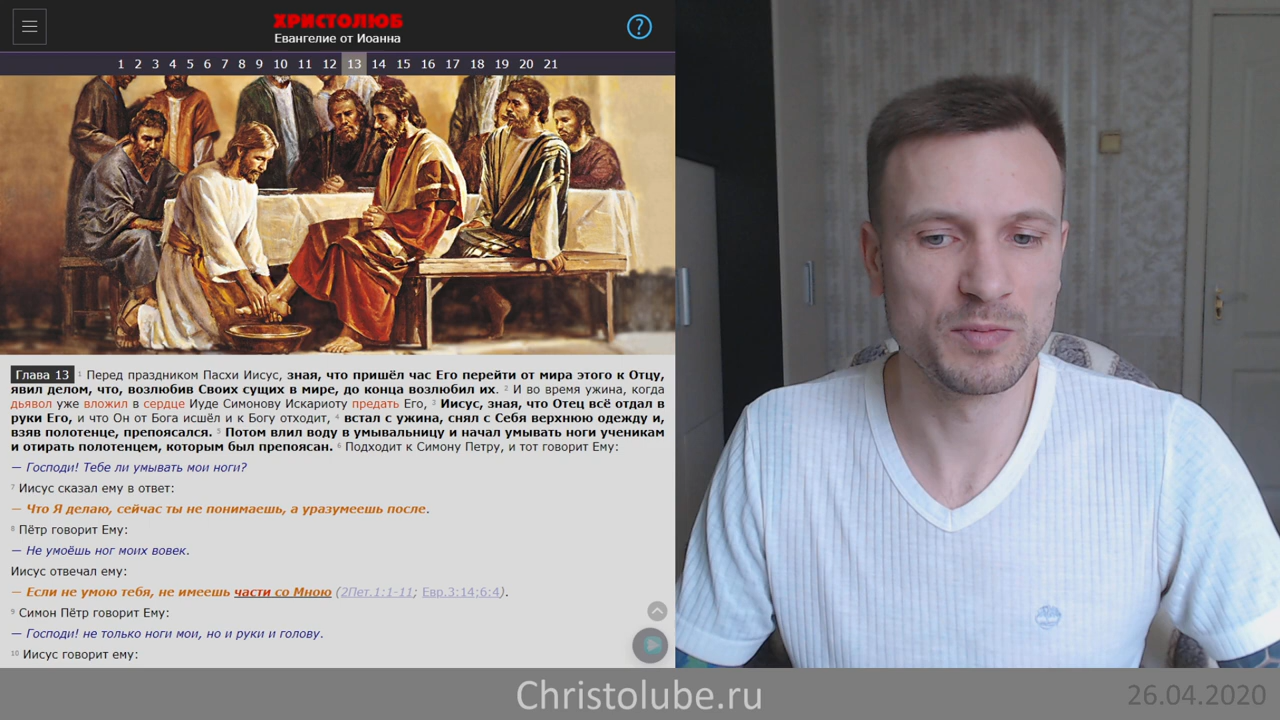 ХРИСТОЛЮБ
Евангелие от Иоанна
?
1 2 3 4 5 6 7 8 9 10 11 12 13 14 15 16 17 18 19 20 21
Глава 13 1 Перед праздником Пасхи Иисус, зная, что пришёл час Его перейти от мира этого к Отцу,
явил делом, что, возлюбив Своих сущих в мире, до конца возлюбил их. 2 И во время ужина, когда
дьявол уже вложил в сердце Иуде Симонову Искариоту предать Его, 3 Иисус, зная, что Отец всё отдал в
руки Его, и что Он от Бога исшёл и к Богу отходит, 4 встал с ужина, снял с Себя верхнюю одежду и,
взяв полотенце, препоясался. 5 Потом влил воду в умывальницу и начал умывать ноги ученикам
и отирать полотенцем, которым был препоясан. 6 Подходит к Симону Петру, и тот говорит Ему:
— Господи! Тебе ли умывать мои ноги?
7 Иисус сказал ему в ответ:
— Что Я делаю, сейчас ты не понимаешь, а уразумеешь после.
8 Пётр говорит Ему:
— Не умоёшь ног моих вовек.
Иисус отвечал ему:
— Если не умою тебя, не имеешь части со Мною (2Пет.1:1-11; Евр.3:14;6:4).
9 Симон Пётр говорит Ему:
— Господи! не только ноги мои, но и руки и голову.
10 Иисус говорит ему:
Christolube.ru
26.04.2020